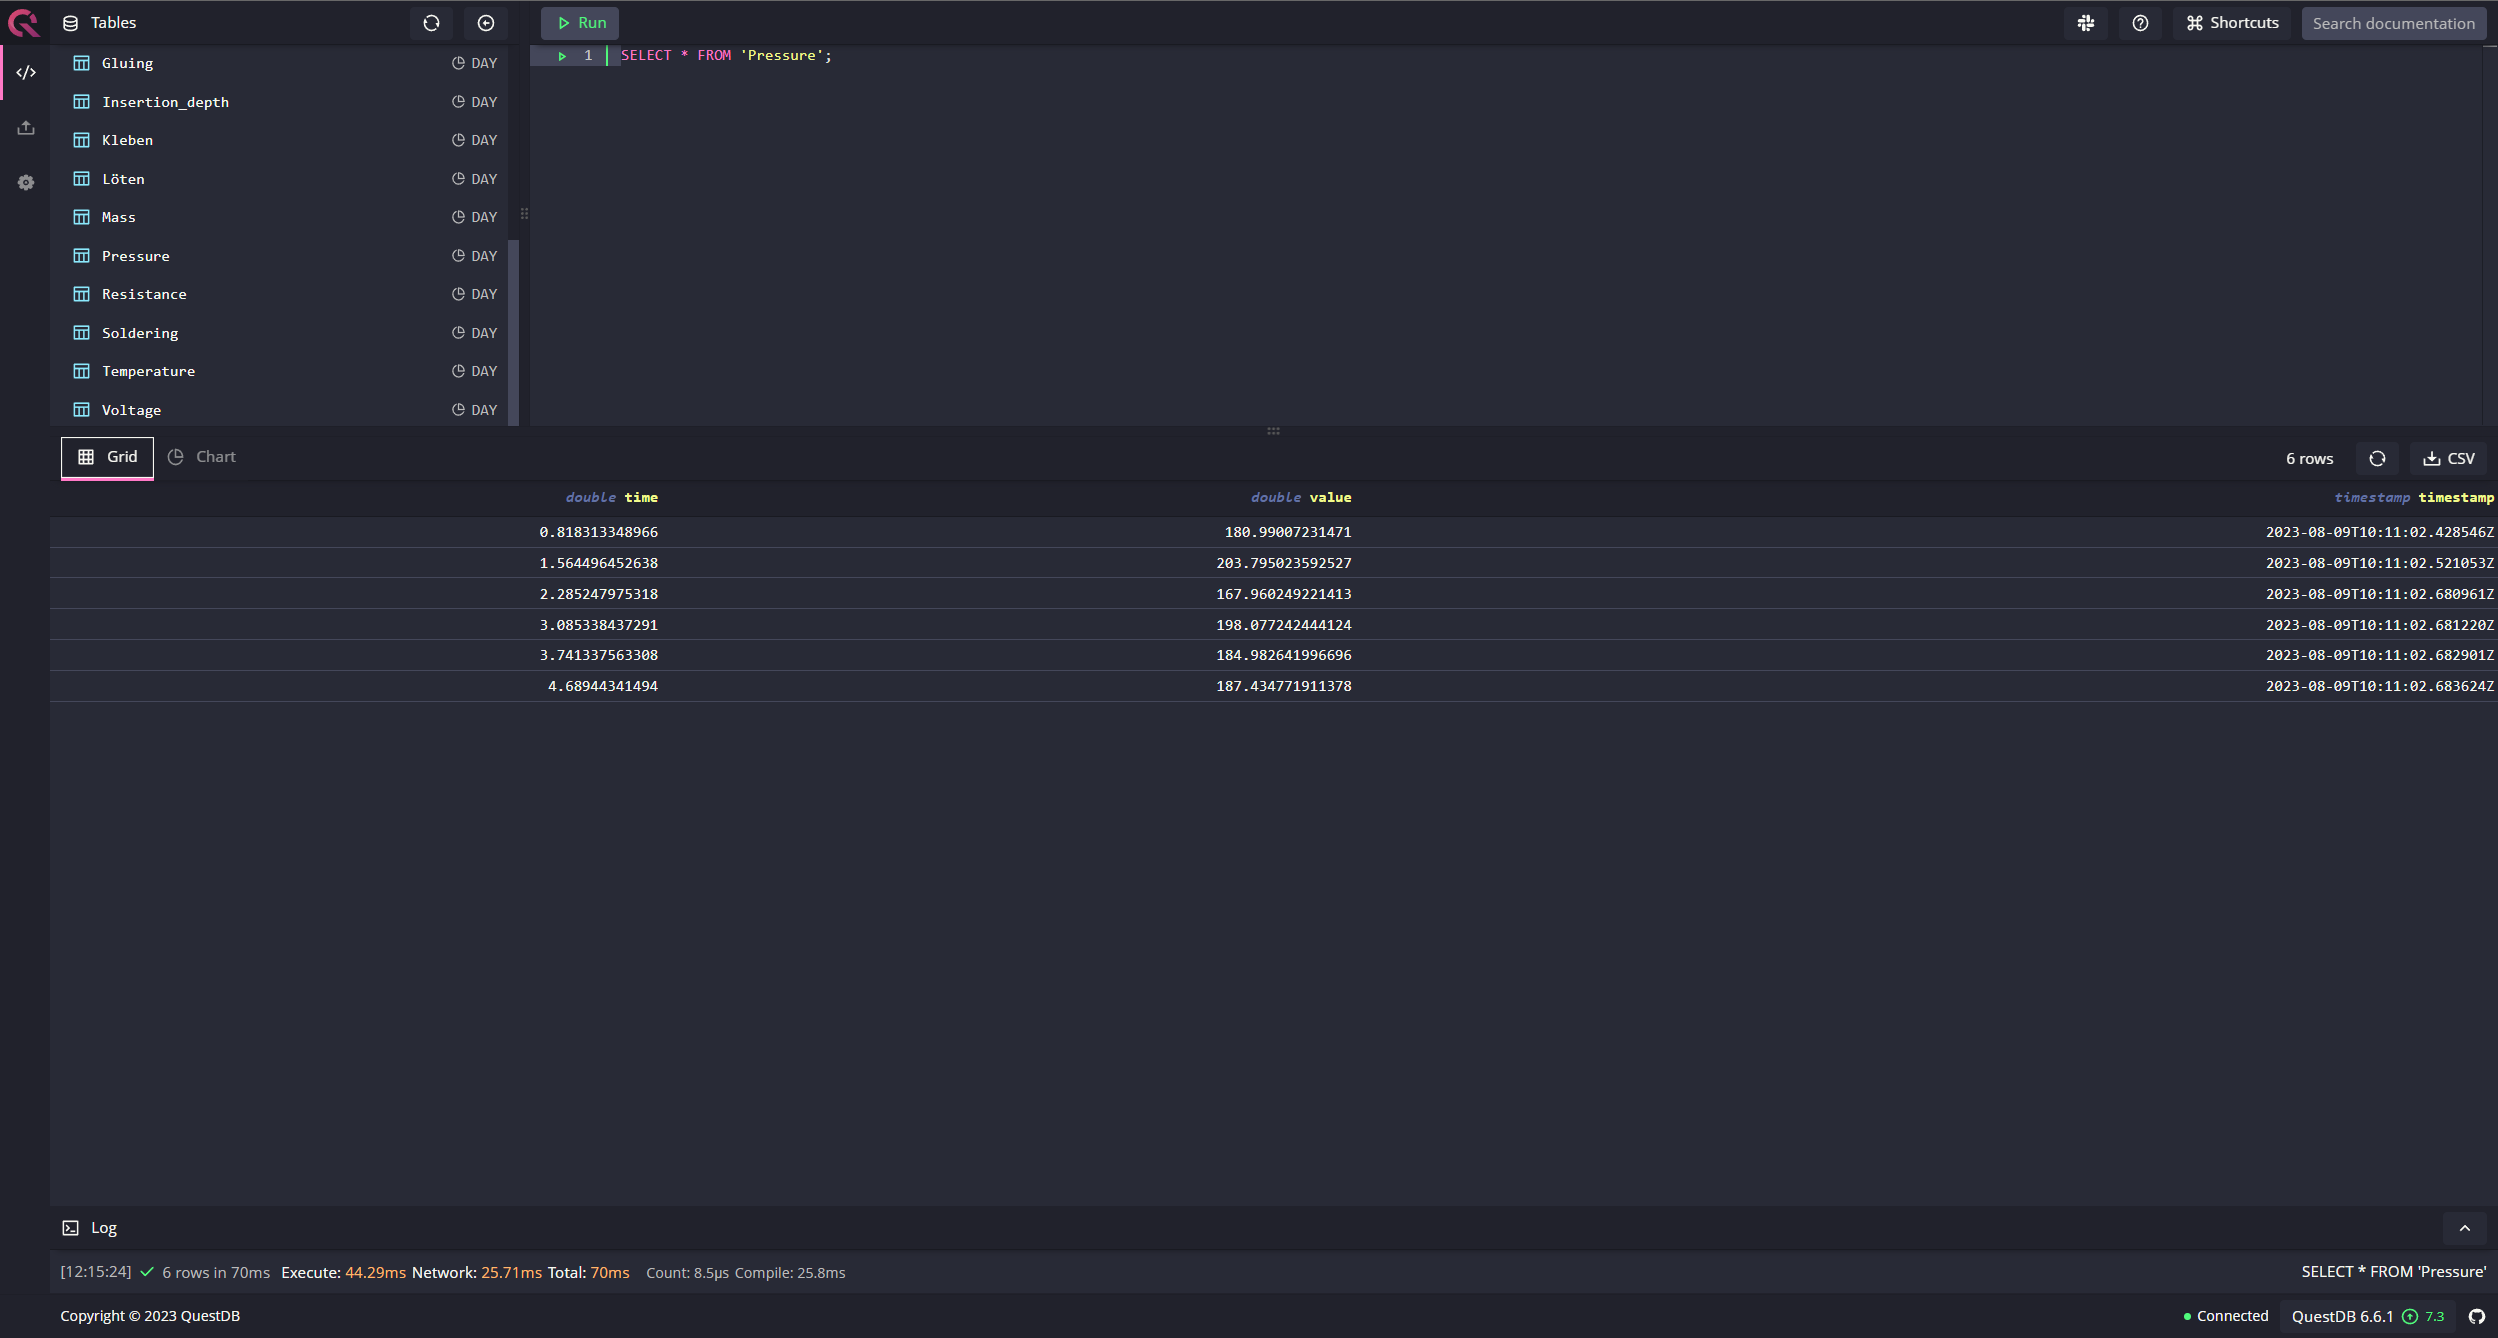 Tables
Run
Shortcuts
Search documentation
Gluing DAY
Insertion_depth DAY
Kleben DAY
Löten DAY
Mass DAY
Pressure DAY
Resistance DAY
Soldering DAY
Temperature DAY
Voltage DAY
1 SELECT * FROM 'Pressure';
Grid Chart 6 rows CSV
double time double value timestamp timestamp
0.818313348966 180.99007231471 2023-08-09T10:11:02.428546Z
1.564496452638 203.795023592527 2023-08-09T10:11:02.521053Z
2.285247975318 167.960249221413 2023-08-09T10:11:02.680961Z
3.085338437291 198.077242444124 2023-08-09T10:11:02.681220Z
3.741337563308 184.982641996696 2023-08-09T10:11:02.682901Z
4.68944341494 187.434771911378 2023-08-09T10:11:02.683624Z
Log
[12:15:24] 6 rows in 70ms Execute: 44.29ms Network: 25.71ms Total: 70ms Count: 8.5µs Compile: 25.8ms SELECT * FROM 'Pressure'
Copyright © 2023 QuestDB Connected QuestDB 6.6.1 7.3